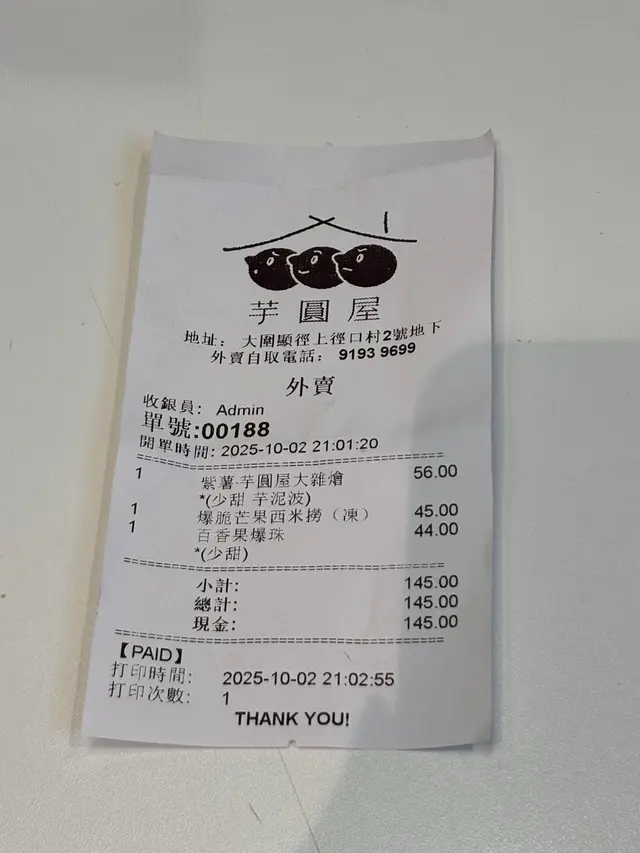 芋圓屋
地址： 大圍顯徑上徑口村2號地下
外賣自取電話： 9193 9699
外賣
收銀員： Admin
單號:00188
開單時間: 2025-10-02 21:01:20
1 紫薯·芋圓屋大雜燴 56.00
*(少甜 芋泥波)
1 爆脆芒果西米撈（凍） 45.00
1 百香果爆珠 44.00
*(少甜)
小計: 145.00
總計: 145.00
現金: 145.00
【PAID】
打印時間: 2025-10-02 21:02:55
打印次數: 1
THANK YOU!